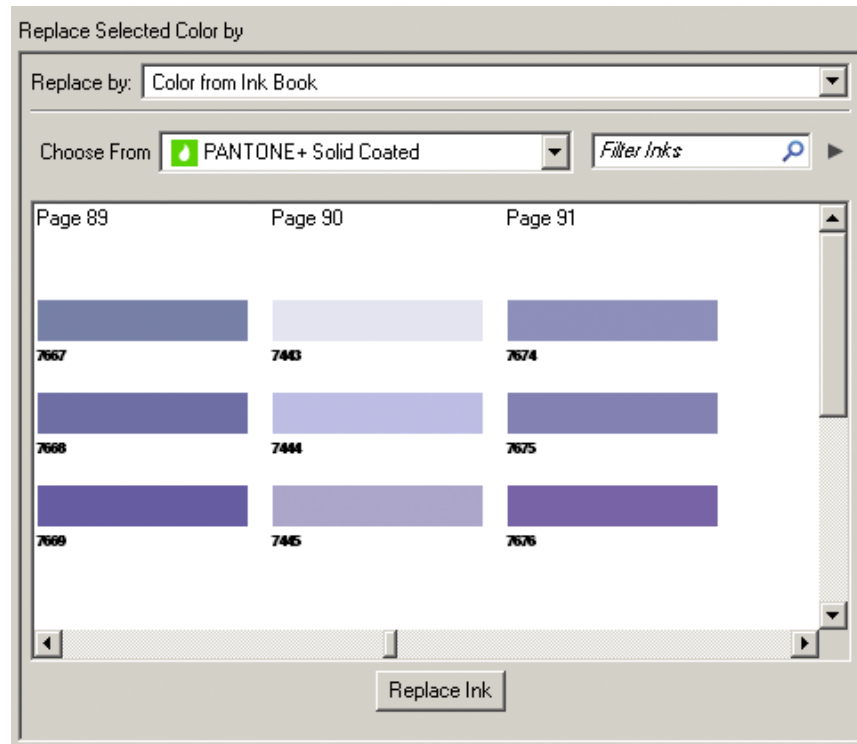 Replace Selected Color by
Replace by: Color from Ink Book
Choose From PANTONE+ Solid Coated Filter Inks
Page 89 Page 90 Page 91
7667 7443 7674
7668 7444 7675
7669 7445 7676
Replace Ink